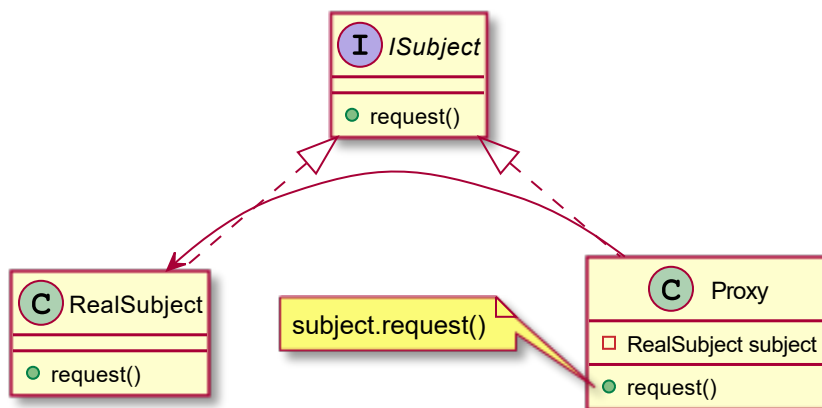 I ISubject
request()
C RealSubject
request()
subject.request()
C Proxy
RealSubject subject
request()